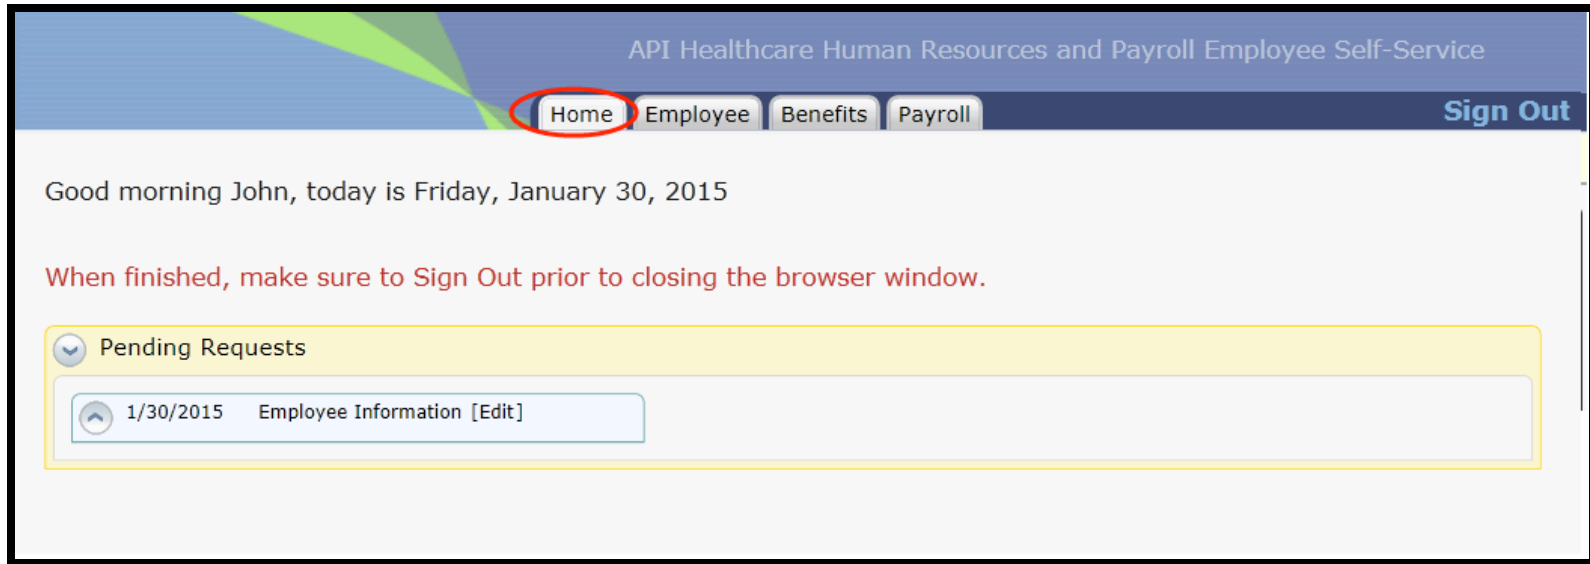 API Healthcare Human Resources and Payroll Employee Self-Service
Home Employee Benefits Payroll Sign Out
Good morning John, today is Friday, January 30, 2015
When finished, make sure to Sign Out prior to closing the browser window.
Pending Requests
1/30/2015 Employee Information [Edit]